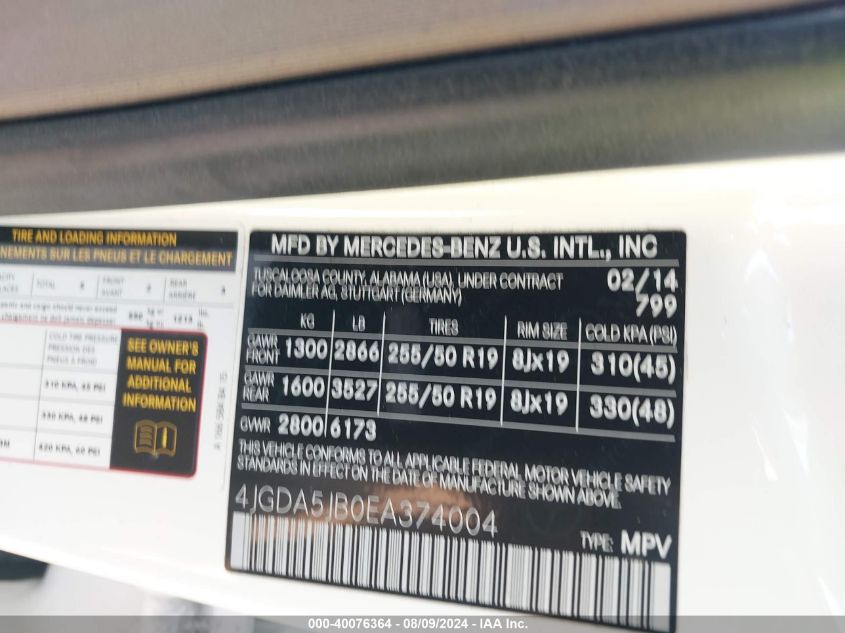 TIRE AND LOADING INFORMATION
NEMENTS SUR LES PNEUS ET LE CHARGEMENT
TOTAL
FRONT
AVANT
REAR
ARRIÈRE
COLD TIRE PRESSURE
PRESSION DES
PNEUS À FROID
310 KPA, 45 PSI
330 KPA, 48 PSI
420 KPA, 60 PSI
SEE OWNER'S
MANUAL FOR
ADDITIONAL
INFORMATION
MFD BY MERCEDES-BENZ U.S. INTL., INC
TUSCALOOSA COUNTY, ALABAMA (USA), UNDER CONTRACT
FOR DAIMLER AG, STUTTGART (GERMANY)
02/14
799
KG LB TIRES RIM SIZE COLD KPA (PSI)
GAWR FRONT 1300 2866 255/50 R19 8Jx19 310(45)
GAWR REAR 1600 3527 255/50 R19 8Jx19 330(48)
GVWR 2800 6173
THIS VEHICLE CONFORMS TO ALL APPLICABLE FEDERAL MOTOR VEHICLE SAFETY
STANDARDS IN EFFECT ON THE DATE OF MANUFACTURE SHOWN ABOVE.
4JGDA5JB0EA374004
TYPE: MPV
000-40076364 - 08/09/2024 - IAA Inc.